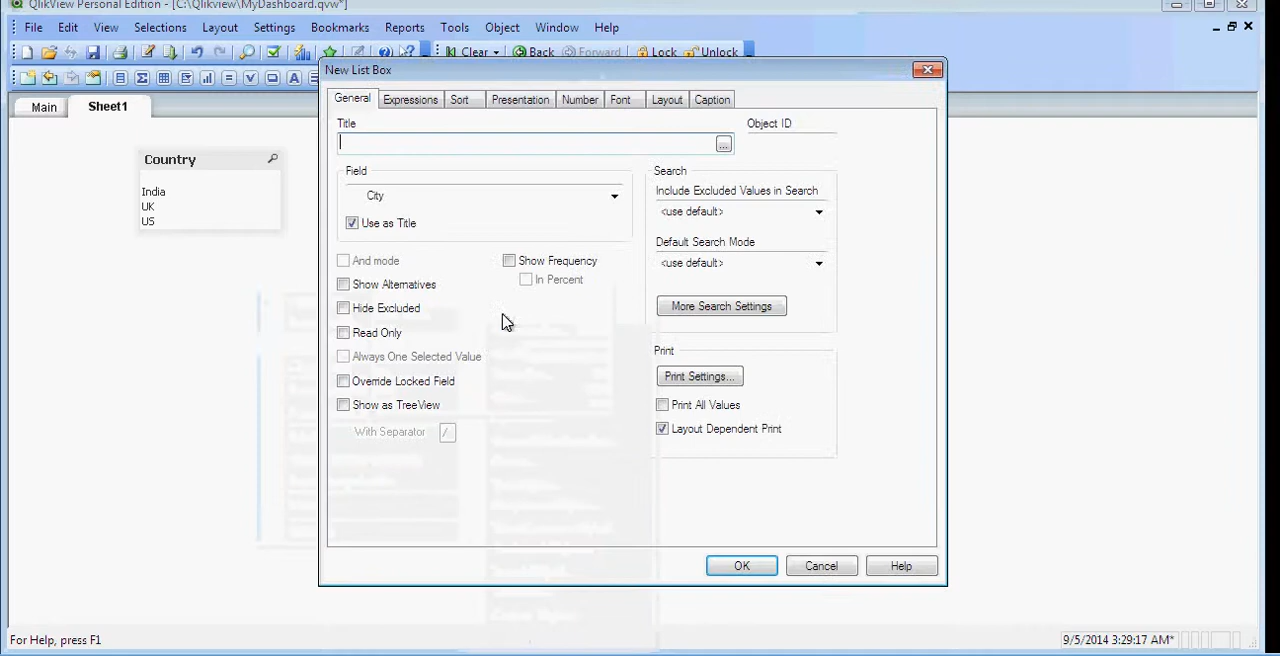 QlikView Personal Edition - [C:\Qlikview\MyDashboard.qvw*]
File Edit View Selections Layout Settings Bookmarks Reports Tools Object Window Help
Clear Back Forward Lock Unlock
Main Sheet1
Country
India
UK
US
New List Box
General Expressions Sort Presentation Number Font Layout Caption
Title
Object ID
...
Field
City
Use as Title
And mode
Show Alternatives
Hide Excluded
Read Only
Always One Selected Value
Override Locked Field
Show as TreeView
With Separator /
Show Frequency
In Percent
Search
Include Excluded Values in Search
<use default>
Default Search Mode
<use default>
More Search Settings
Print
Print Settings...
Print All Values
Layout Dependent Print
OK Cancel Help
For Help, press F1
9/5/2014 3:29:17 AM*